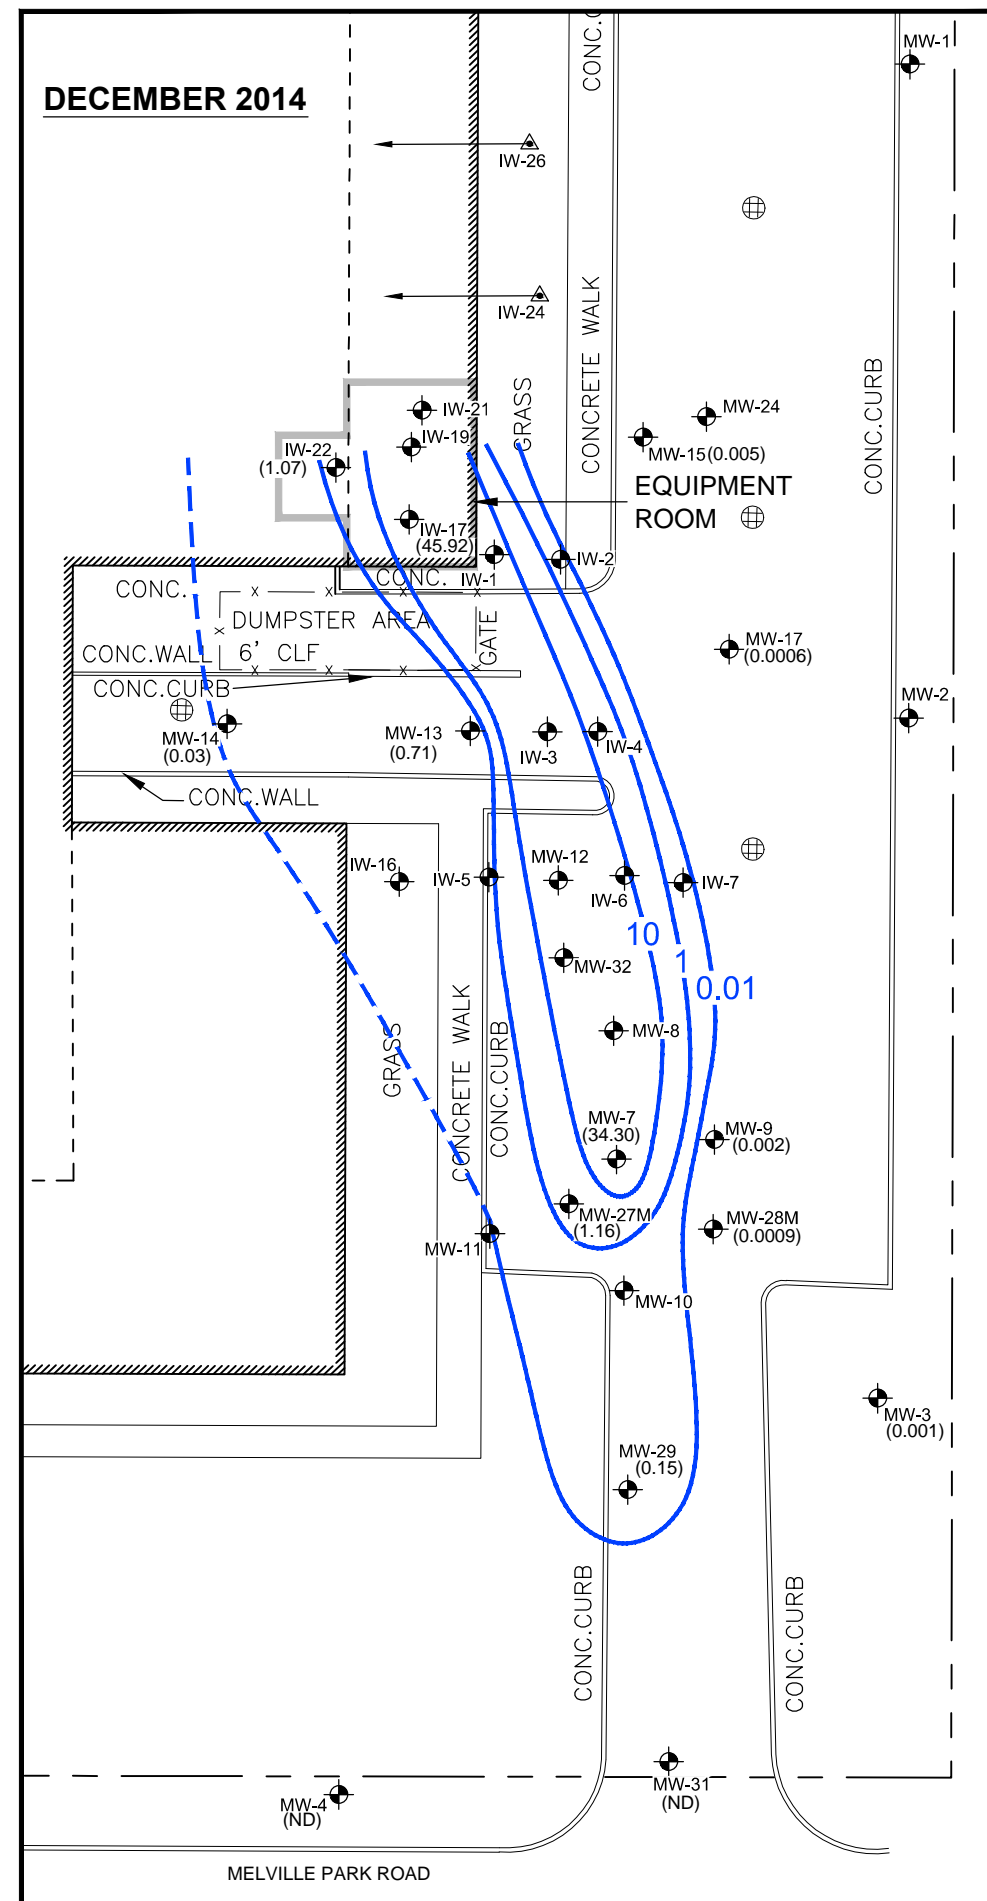 DECEMBER 2014
MW-1
CONC.C
IW-26
IW-24
CONCRETE WALK
GRASS
CONC.CURB
IW-21
IW-19
IW-22
(1.07)
MW-24
MW-15(0.005)
EQUIPMENT
ROOM
IW-17
(45.92)
IW-1
IW-2
CONC.
CONC.
DUMPSTER AREA
6' CLF
GATE
CONC.WALL
CONC.CURB
MW-17
(0.0006)
MW-2
MW-14
(0.03)
MW-13
(0.71)
IW-3
IW-4
CONC.WALL
IW-16
IW-5
MW-12
IW-6
IW-7
10
1
0.01
MW-32
MW-8
GRASS
CONCRETE WALK
CONC.CURB
MW-7
(34.30)
MW-9
(0.002)
MW-27M
(1.16)
MW-28M
(0.0009)
MW-11
MW-10
MW-3
(0.001)
MW-29
(0.15)
CONC.CURB
CONC.CURB
MW-31
(ND)
MW-4
(ND)
MELVILLE PARK ROAD